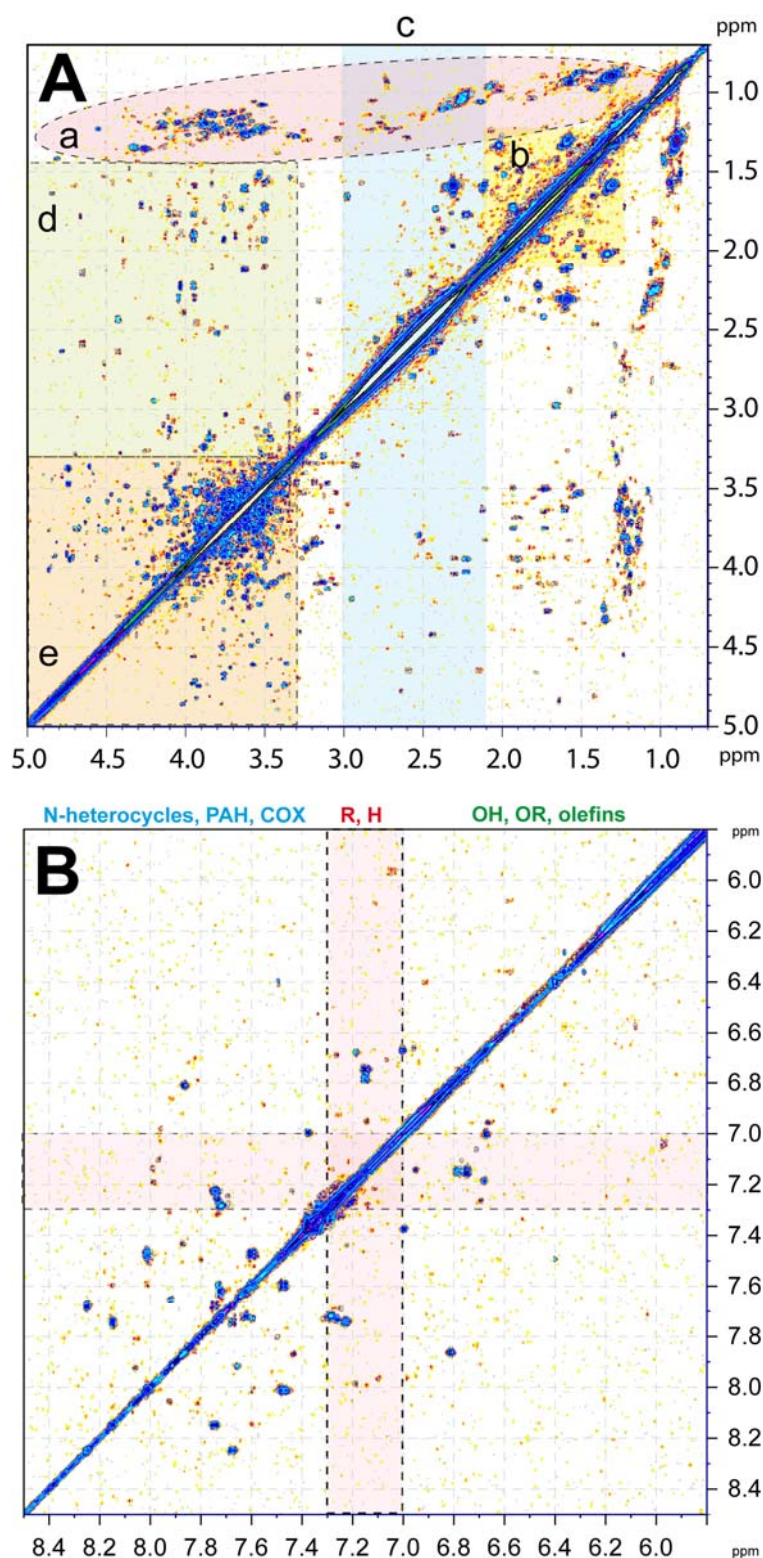 c
ppm
A
a
b
d
e
1.0
1.5
2.0
2.5
3.0
3.5
4.0
4.5
5.0
5.0 4.5 4.0 3.5 3.0 2.5 2.0 1.5 1.0 ppm
ppm
N-heterocycles, PAH, COX R, H OH, OR, olefins
B
ppm
6.0
6.2
6.4
6.6
6.8
7.0
7.2
7.4
7.6
7.8
8.0
8.2
8.4
8.4 8.2 8.0 7.8 7.6 7.4 7.2 7.0 6.8 6.6 6.4 6.2 6.0 ppm